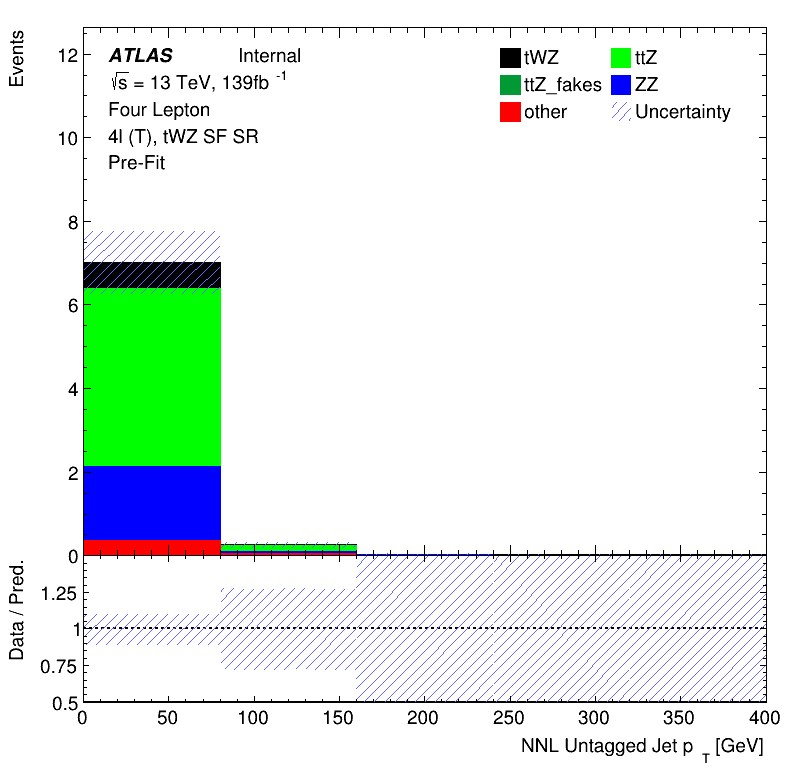 Events
12
10
8
6
4
2
0
ATLAS Internal
√s = 13 TeV, 139fb -1
Four Lepton
4l (T), tWZ SF SR
Pre-Fit
tWZ ttZ
ttZ_fakes ZZ
other Uncertainty
Data / Pred.
1.25
1
0.75
0.5
0 50 100 150 200 250 300 350 400
NNL Untagged Jet p T [GeV]